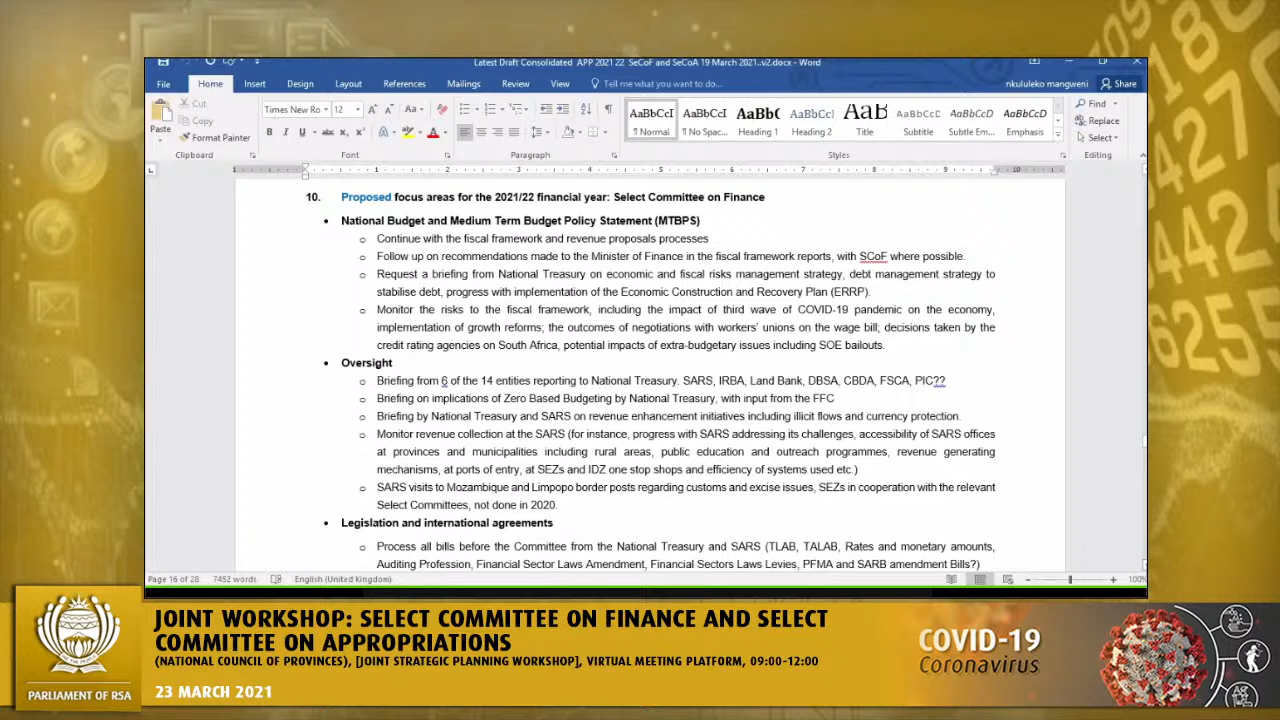 Latest Draft Consolidated APP 2021 22 SeCoF and SeCoA 19 March 2021..v2.docx - Word
File Home Insert Design Layout References Mailings Review View Tell me what you want to do... nkululeko mangweni Share
Paste Cut Copy Format Painter
Times New Ro 12 Aa
AaBbCcI AaBbCcI AaBbC AaBbCcI AaB AaBbCcD AaBbCcD AaBbCcD
¶ Normal ¶ No Spac... Heading 1 Heading 2 Title Subtitle Subtle Em... Emphasis
Find Replace Select
Clipboard Font Paragraph Styles Editing
10. Proposed focus areas for the 2021/22 financial year: Select Committee on Finance
• National Budget and Medium Term Budget Policy Statement (MTBPS)
o Continue with the fiscal framework and revenue proposals processes
o Follow up on recommendations made to the Minister of Finance in the fiscal framework reports, with SCoF where possible.
o Request a briefing from National Treasury on economic and fiscal risks management strategy, debt management strategy to
stabilise debt, progress with implementation of the Economic Construction and Recovery Plan (ERRP).
o Monitor the risks to the fiscal framework, including the impact of third wave of COVID-19 pandemic on the economy,
implementation of growth reforms; the outcomes of negotiations with workers' unions on the wage bill; decisions taken by the
credit rating agencies on South Africa, potential impacts of extra-budgetary issues including SOE bailouts.
• Oversight
o Briefing from 6 of the 14 entities reporting to National Treasury. SARS, IRBA, Land Bank, DBSA, CBDA, FSCA, PIC??
o Briefing on implications of Zero Based Budgeting by National Treasury, with input from the FFC
o Briefing by National Treasury and SARS on revenue enhancement initiatives including illicit flows and currency protection.
o Monitor revenue collection at the SARS (for instance, progress with SARS addressing its challenges, accessibility of SARS offices
at provinces and municipalities including rural areas, public education and outreach programmes, revenue generating
mechanisms, at ports of entry, at SEZs and IDZ one stop shops and efficiency of systems used etc.)
o SARS visits to Mozambique and Limpopo border posts regarding customs and excise issues, SEZs in cooperation with the relevant
Select Committees, not done in 2020.
• Legislation and international agreements
o Process all bills before the Committee from the National Treasury and SARS (TLAB, TALAB, Rates and monetary amounts,
Auditing Profession, Financial Sector Laws Amendment, Financial Sectors Laws Levies, PFMA and SARB amendment Bills?)
Page 16 of 28 7452 words English (United Kingdom) 100%
JOINT WORKSHOP: SELECT COMMITTEE ON FINANCE AND SELECT
COMMITTEE ON APPROPRIATIONS
(NATIONAL COUNCIL OF PROVINCES), [JOINT STRATEGIC PLANNING WORKSHOP], VIRTUAL MEETING PLATFORM, 09:00-12:00
23 MARCH 2021
PARLIAMENT OF RSA
COVID-19
Coronavirus